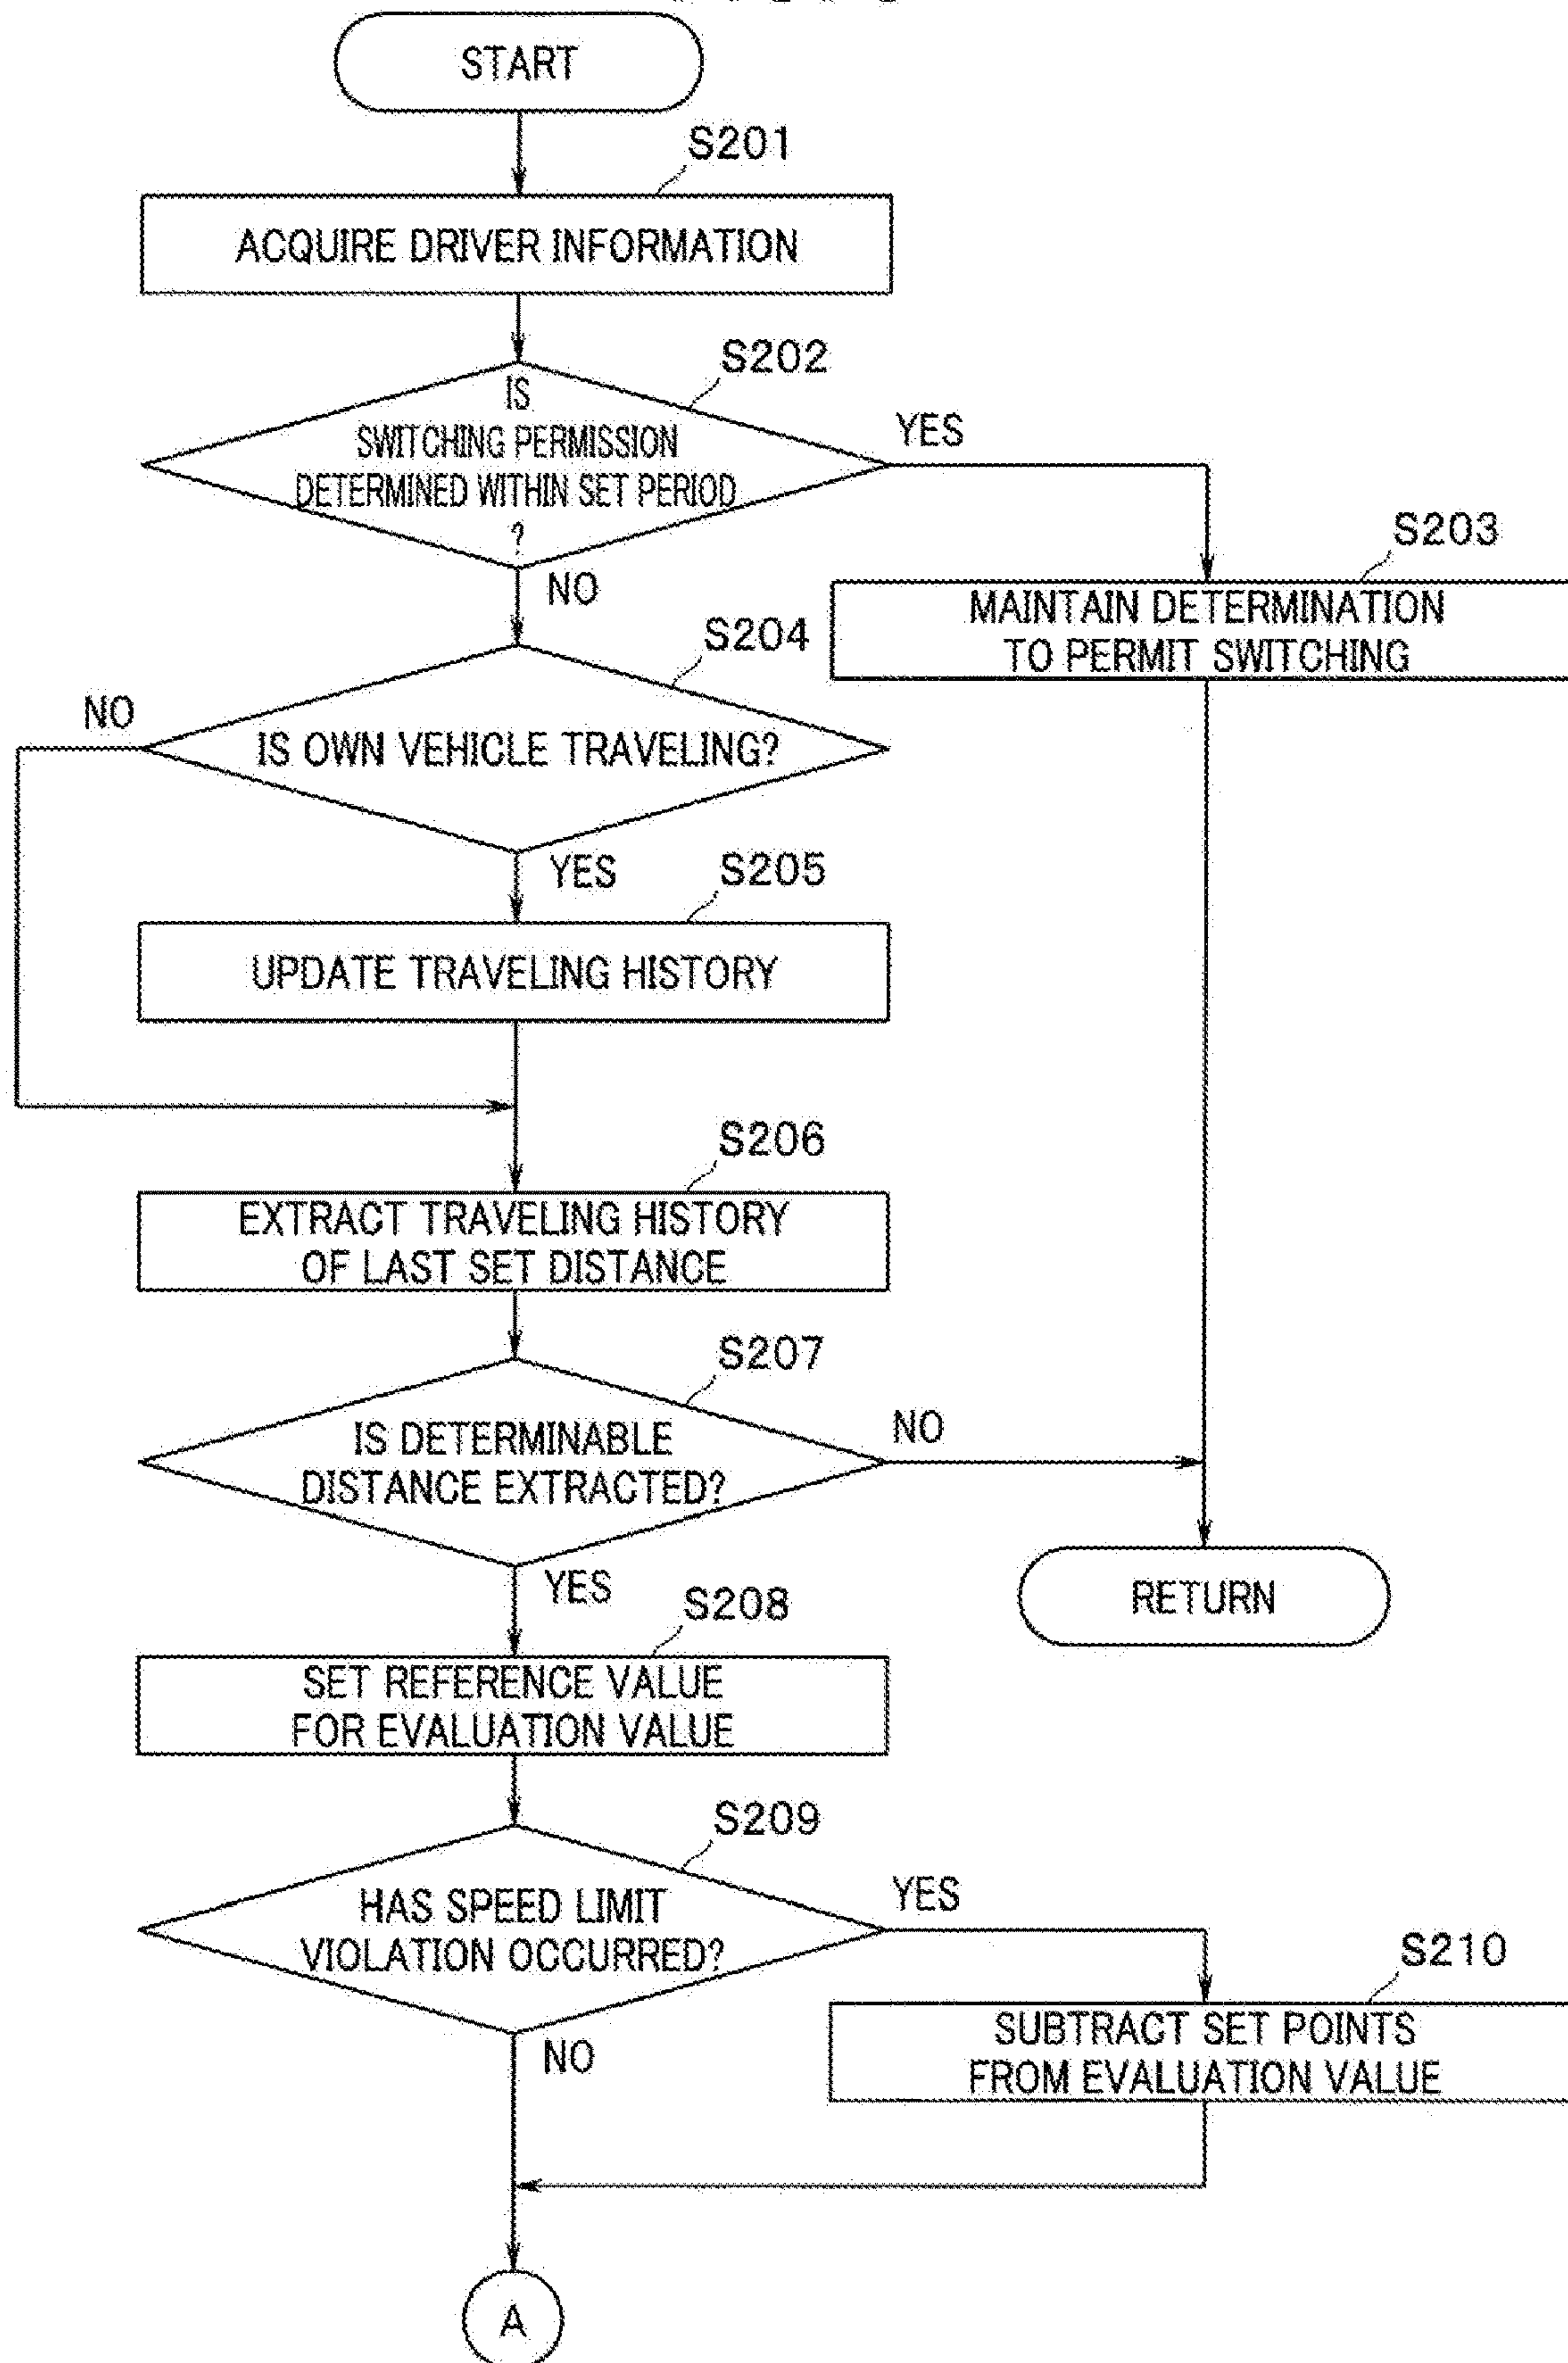 START
S201
ACQUIRE DRIVER INFORMATION
S202
IS
SWITCHING PERMISSION
DETERMINED WITHIN SET PERIOD
?
YES
NO
S203
MAINTAIN DETERMINATION
TO PERMIT SWITCHING
S204
NO
IS OWN VEHICLE TRAVELING?
YES
S205
UPDATE TRAVELING HISTORY
S206
EXTRACT TRAVELING HISTORY
OF LAST SET DISTANCE
S207
IS DETERMINABLE
DISTANCE EXTRACTED?
NO
YES
RETURN
S208
SET REFERENCE VALUE
FOR EVALUATION VALUE
S209
HAS SPEED LIMIT
VIOLATION OCCURRED?
YES
NO
S210
SUBTRACT SET POINTS
FROM EVALUATION VALUE
A